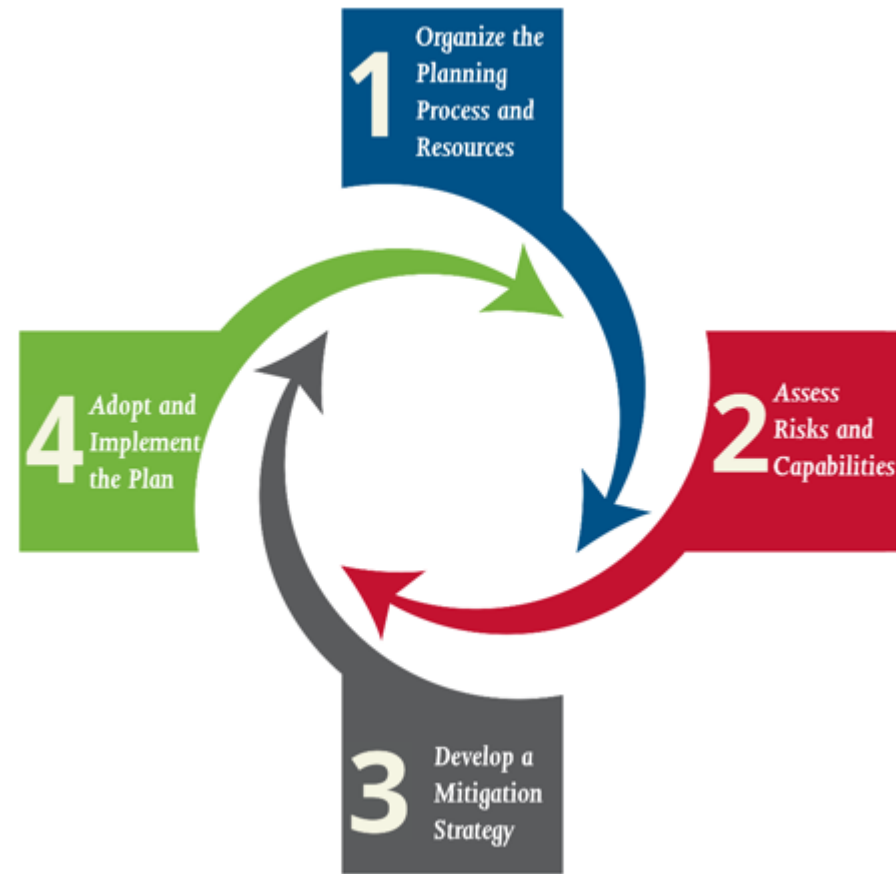 1
Organize the
Planning
Process and
Resources
2
Assess
Risks and
Capabilities
3
Develop a
Mitigation
Strategy
4
Adopt and
Implement
the Plan